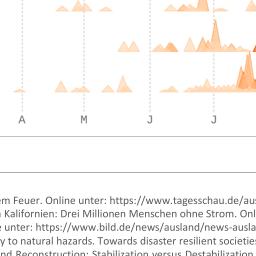 A M J J
em Feuer. Online unter: https://www.tagesschau.de/aus
Kalifornien: Drei Millionen Menschen ohne Strom. Onl
e unter: https://www.bild.de/news/ausland/news-ausla
y to natural hazards. Towards disaster resilient societie
nd Reconstruction: Stabilization versus Destabilization